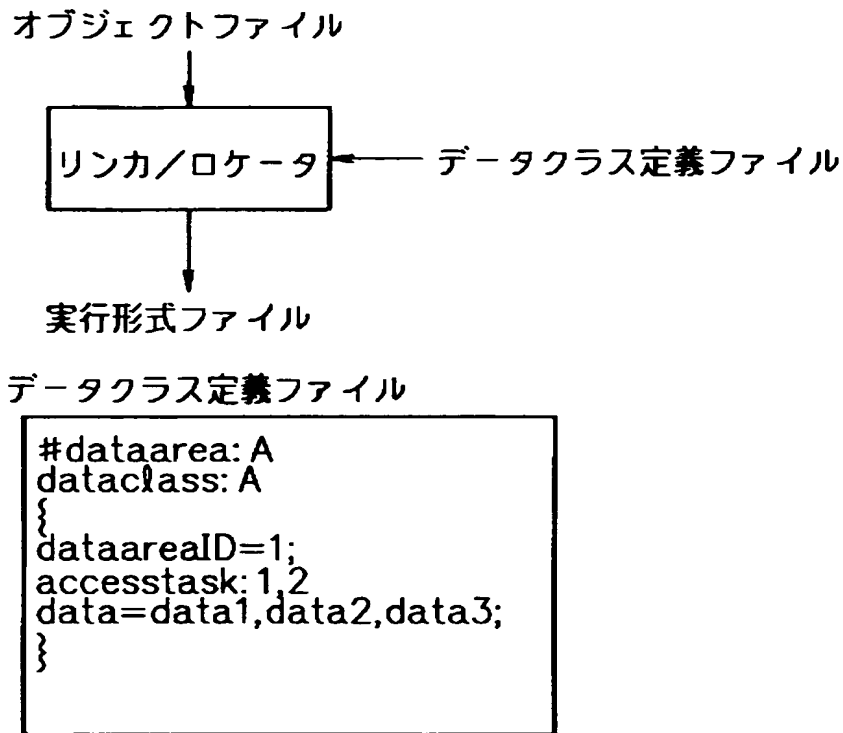 オブジェクトファイル
リンカ/ロケータ
データクラス定義ファイル
実行形式ファイル
データクラス定義ファイル
#dataarea: A
dataclass: A
{
dataareaID=1;
accesstask: 1,2
data=data1,data2,data3;
}